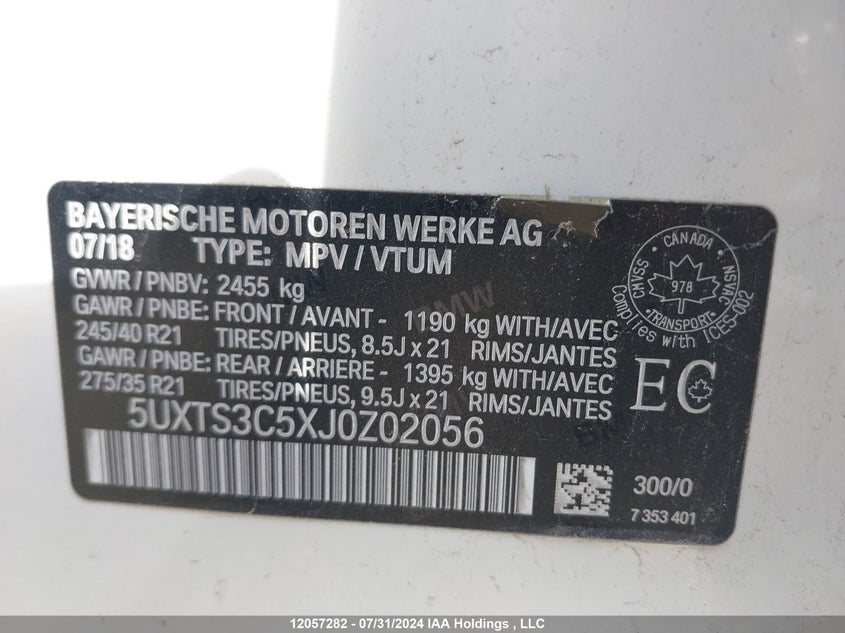 BAYERISCHE MOTOREN WERKE AG
07/18 TYPE: MPV / VTUM
GVWR / PNBV: 2455 kg
GAWR / PNBE: FRONT / AVANT - 1190 kg WITH/AVEC
245/40 R21 TIRES/PNEUS, 8.5J x 21 RIMS/JANTES
GAWR / PNBE: REAR / ARRIERE - 1395 kg WITH/AVEC
275/35 R21 TIRES/PNEUS, 9.5J x 21 RIMS/JANTES
5UXTS3C5XJ0Z02056
CANADA
CMVSS NSVAC
978
TRANSPORT
Complies with ICES-002
EC
300/0
7 353 401
BMW
12057282 - 07/31/2024 IAA Holdings , LLC